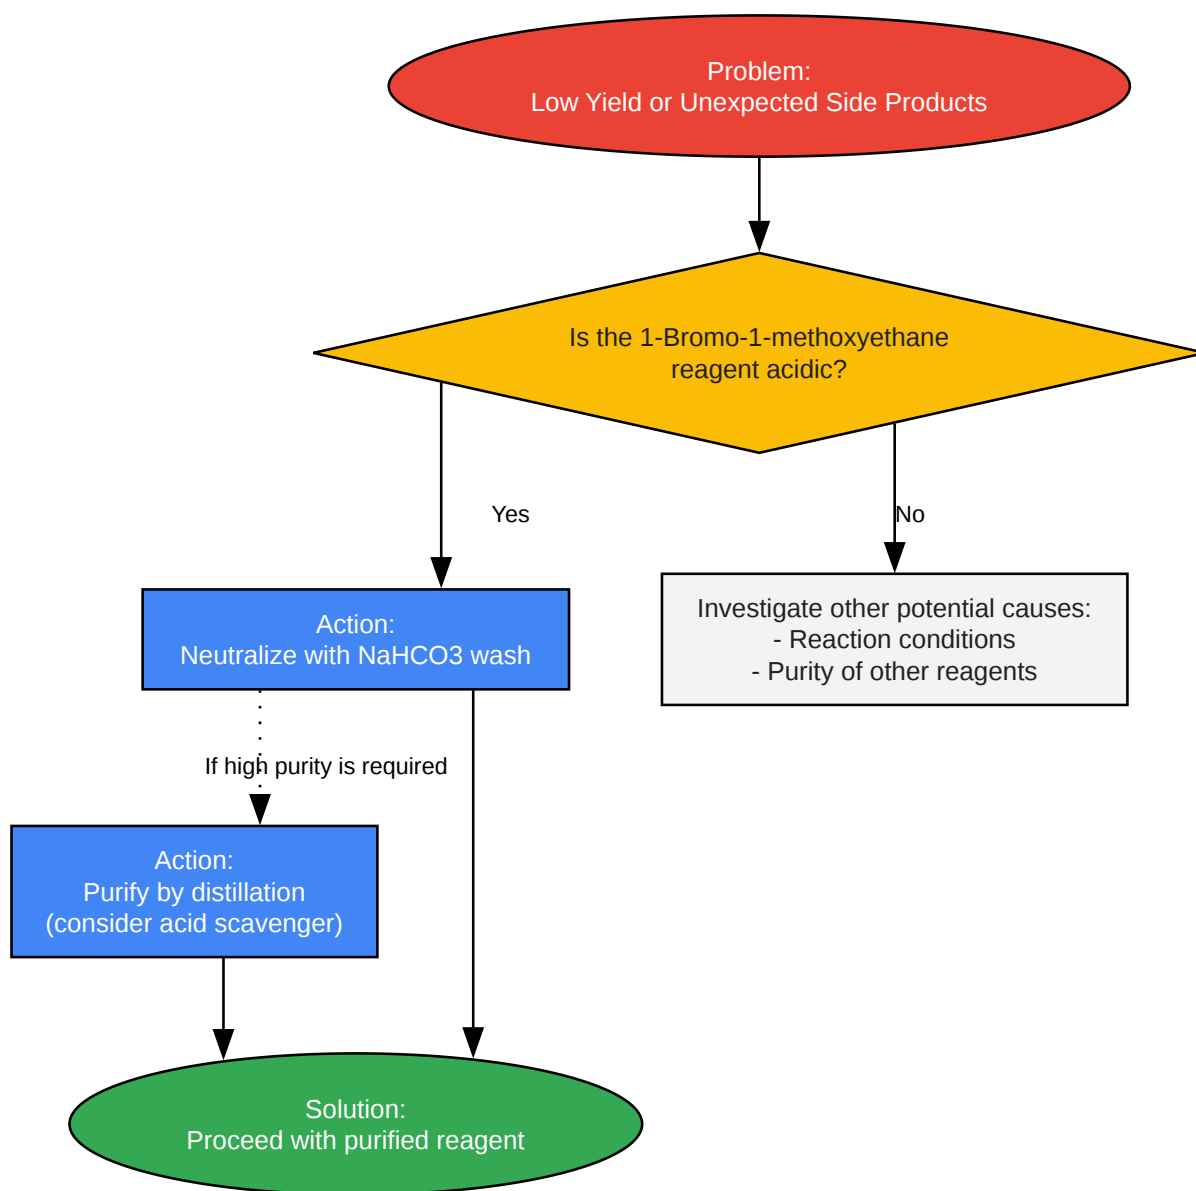 Problem:
Low Yield or Unexpected Side Products
Is the 1-Bromo-1-methoxyethane
reagent acidic?
Yes
No
Action:
Neutralize with NaHCO3 wash
Investigate other potential causes:
- Reaction conditions
- Purity of other reagents
If high purity is required
Action:
Purify by distillation
(consider acid scavenger)
Solution:
Proceed with purified reagent